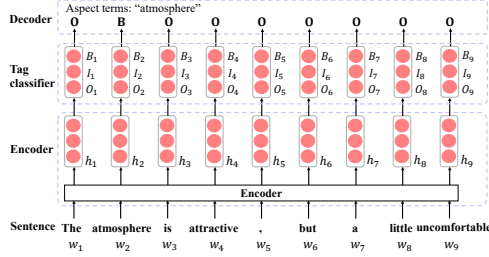 Aspect terms: “atmosphere”
Decoder O B O O O O O O O
B1 B2 B3 B4 B5 B6 B7 B8 B9
Tag classifier I1 I2 I3 I4 I5 I6 I7 I8 I9
O1 O2 O3 O4 O5 O6 O7 O8 O9
Encoder
h1 h2 h3 h4 h5 h6 h7 h8 h9
Encoder
Sentence The atmosphere is attractive , but a little uncomfortable
w1 w2 w3 w4 w5 w6 w7 w8 w9